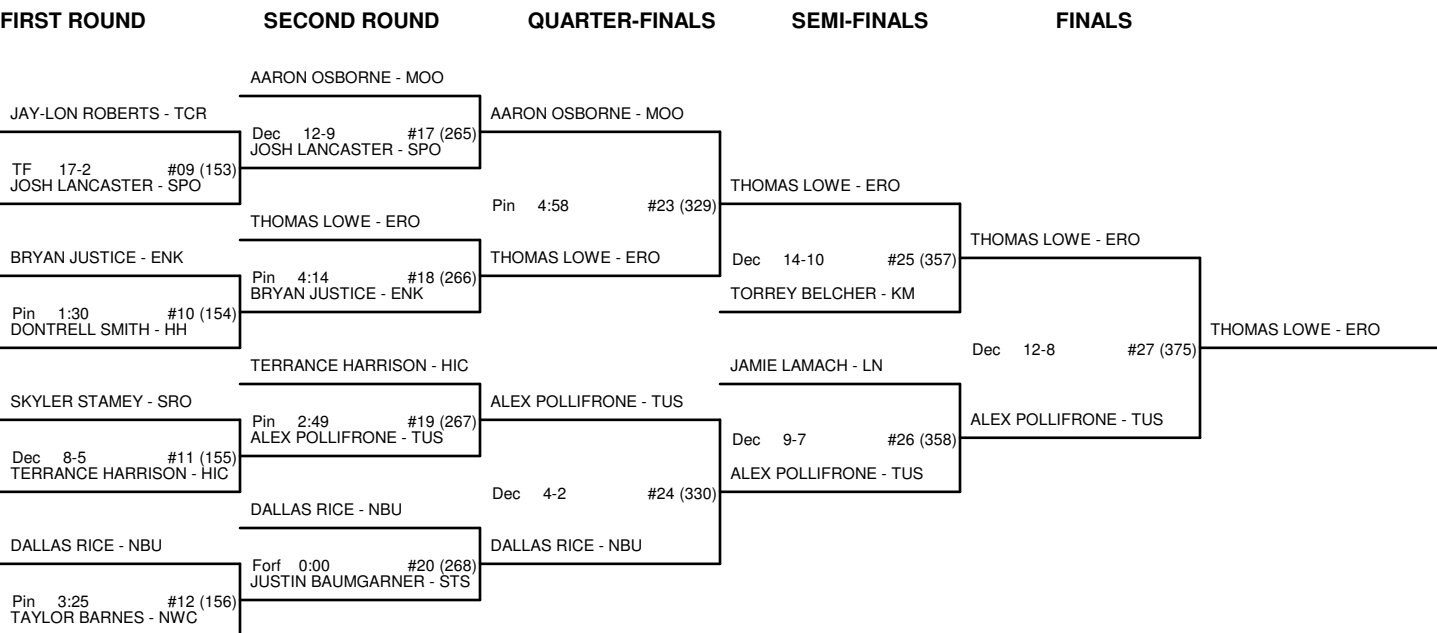 FIRST ROUND
SECOND ROUND
QUARTER-FINALS
SEMI-FINALS
FINALS
JAY-LON ROBERTS - TCR
TF 17-2 #09 (153)
JOSH LANCASTER - SPO
BRYAN JUSTICE - ENK
Pin 1:30 #10 (154)
DONTRELL SMITH - HH
SKYLER STAMEY - SRO
Dec 8-5 #11 (155)
TERRANCE HARRISON - HIC
DALLAS RICE - NBU
Pin 3:25 #12 (156)
TAYLOR BARNES - NWC
AARON OSBORNE - MOO
Dec 12-9 #17 (265)
JOSH LANCASTER - SPO
THOMAS LOWE - ERO
Pin 4:14 #18 (266)
BRYAN JUSTICE - ENK
TERRANCE HARRISON - HIC
Pin 2:49 #19 (267)
ALEX POLLIFRONE - TUS
DALLAS RICE - NBU
Forf 0:00 #20 (268)
JUSTIN BAUMGARNER - STS
AARON OSBORNE - MOO
Pin 4:58 #23 (329)
THOMAS LOWE - ERO
ALEX POLLIFRONE - TUS
Dec 4-2 #24 (330)
DALLAS RICE - NBU
THOMAS LOWE - ERO
Dec 14-10 #25 (357)
TORREY BELCHER - KM
JAMIE LAMACH - LN
Dec 9-7 #26 (358)
ALEX POLLIFRONE - TUS
THOMAS LOWE - ERO
Dec 12-8 #27 (375)
ALEX POLLIFRONE - TUS
THOMAS LOWE - ERO